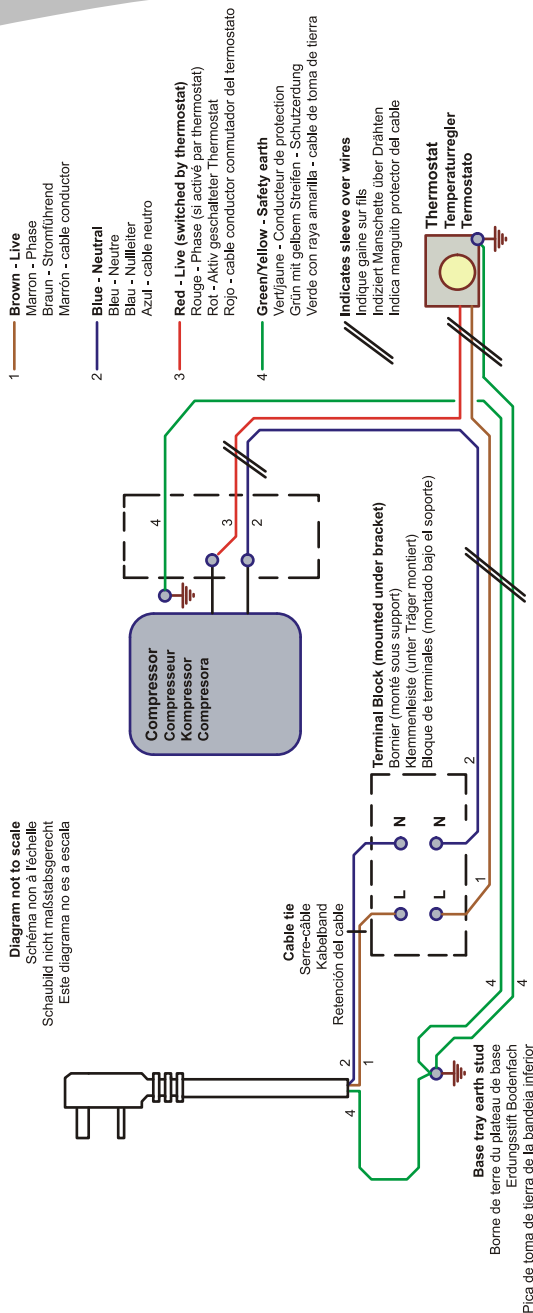 Diagram not to scale
Schéma non à l'échelle
Schaubild nicht maßstabsgerecht
Este diagrama no es a escala
Compressor
Compresseur
Kompressor
Compresora
4
3
2
1
Brown - Live
Marron - Phase
Braun - Stromführend
Marrón - cable conductor
2
Blue - Neutral
Bleu - Neutre
Blau - Nullleiter
Azul - cable neutro
3
Red - Live (switched by thermostat)
Rouge - Phase (si activé par thermostat)
Rot - Aktiv geschalteter Thermostat
Rojo - cable conductor conmutador del termostato
4
Green/Yellow - Safety earth
Vert/jaune - Conducteur de protection
Grün mit gelbem Streifen - Schutzerdung
Verde con raya amarilla - cable de toma de tierra
Indicates sleeve over wires
Indique gaine sur fils
Indiziert Manschette über Drähten
Indica manguito protector del cable
Thermostat
Temperaturregler
Termostato
Cable tie
Serre-câble
Kabelband
Retención del cable
Terminal Block (mounted under bracket)
Bornier (monté sous support)
Klemmenleiste (unter Träger montiert)
Bloque de terminales (montado bajo el soporte)
L
N
L
N
2
1
4
1
2
4
4
Base tray earth stud
Borne de terre du plateau de base
Erdungsstift Bodenfach
Pica de toma de tierra de la bandeja inferior